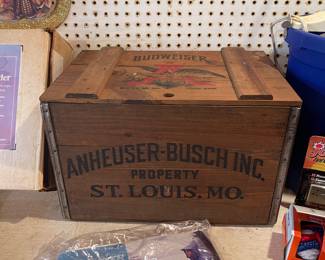 BUDWEISER
ANHEUSER-BUSCH INC.
PROPERTY
ST. LOUIS, MO.